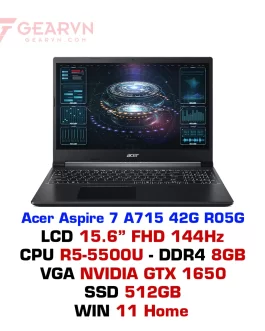 GEARVN
GEARVN.COM
acer
Acer Aspire 7 A715 42G R05G
LCD 15.6” FHD 144Hz
CPU R5-5500U - DDR4 8GB
VGA NVIDIA GTX 1650
SSD 512GB
WIN 11 Home